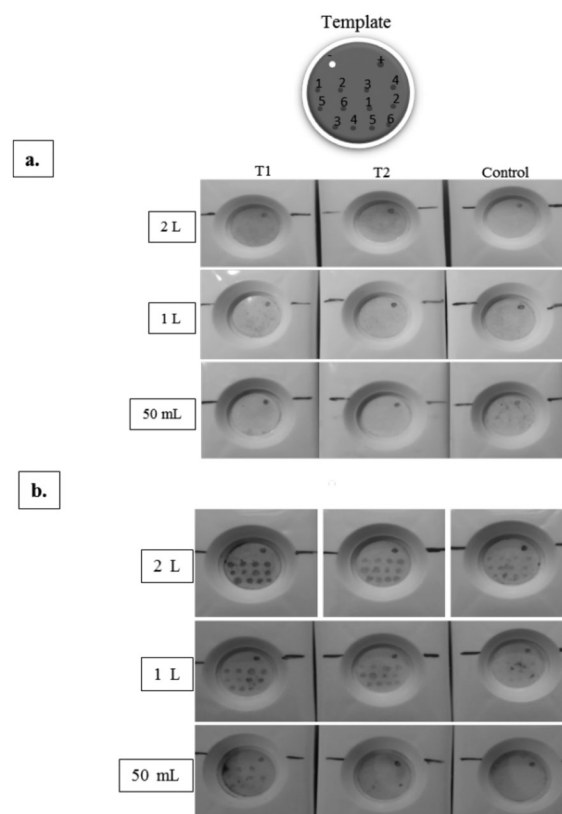 Template
- +
1 2 3 4
5 6 1 2
3 4 5 6
a.
T1 T2 Control
2 L
1 L
50 mL
b.
2 L
1 L
50 mL